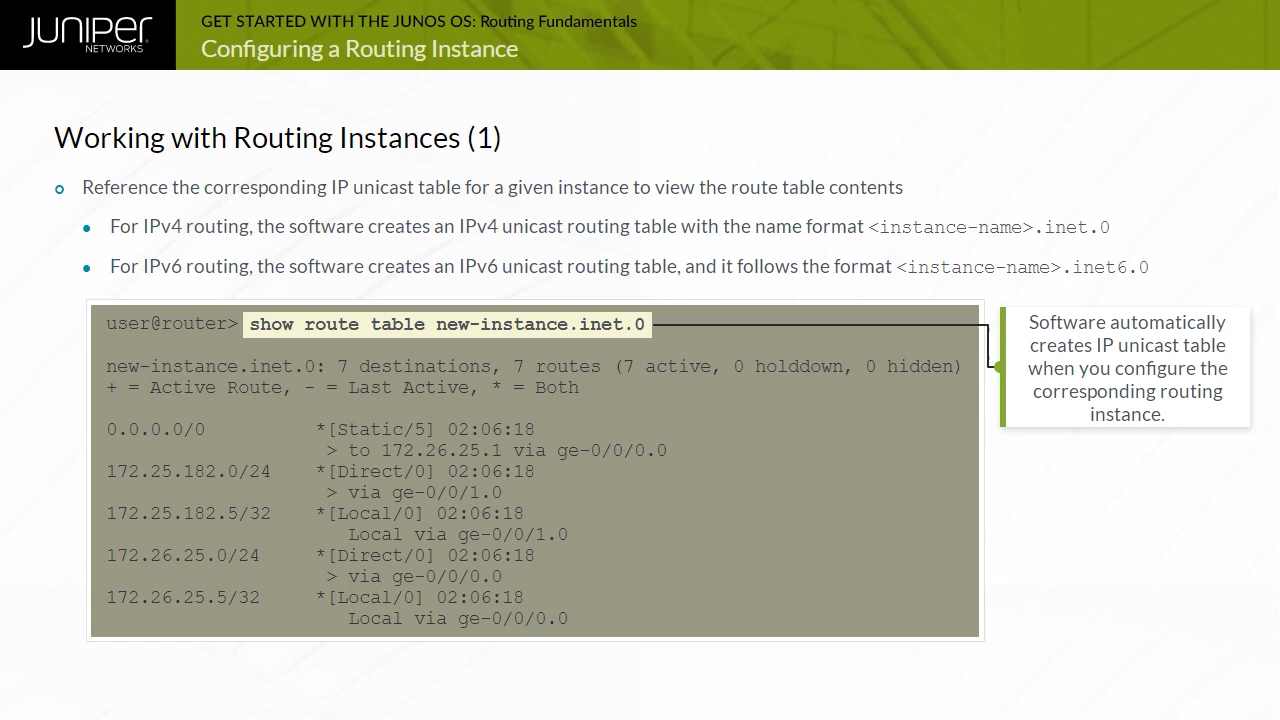 JUNIPER
NETWORKS
GET STARTED WITH THE JUNOS OS: Routing Fundamentals
Configuring a Routing Instance
Working with Routing Instances (1)
Reference the corresponding IP unicast table for a given instance to view the route table contents
For IPv4 routing, the software creates an IPv4 unicast routing table with the name format <instance-name>.inet.0
For IPv6 routing, the software creates an IPv6 unicast routing table, and it follows the format <instance-name>.inet6.0
user@router> show route table new-instance.inet.0
new-instance.inet.0: 7 destinations, 7 routes (7 active, 0 holddown, 0 hidden)
+ = Active Route, - = Last Active, * = Both
0.0.0.0/0 *[Static/5] 02:06:18
> to 172.26.25.1 via ge-0/0/0.0
172.25.182.0/24 *[Direct/0] 02:06:18
> via ge-0/0/1.0
172.25.182.5/32 *[Local/0] 02:06:18
Local via ge-0/0/1.0
172.26.25.0/24 *[Direct/0] 02:06:18
> via ge-0/0/0.0
172.26.25.5/32 *[Local/0] 02:06:18
Local via ge-0/0/0.0
Software automatically
creates IP unicast table
when you configure the
corresponding routing
instance.